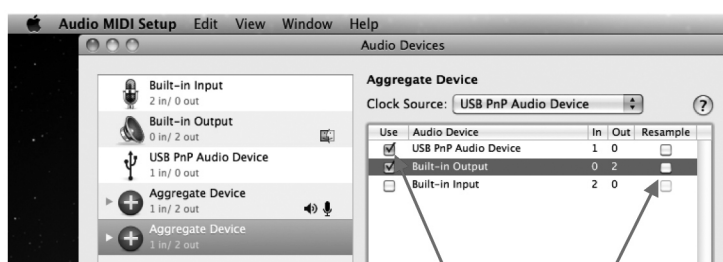 Audio MIDI Setup Edit View Window Help
Audio Devices
Built-in Input
2 in/ 0 out
Built-in Output
0 in/ 2 out
USB PnP Audio Device
1 in/ 0 out
Aggregate Device
1 in/ 2 out
Aggregate Device
1 in/ 2 out
Aggregate Device
Clock Source: USB PnP Audio Device ?
Use Audio Device In Out Resample
USB PnP Audio Device 1 0
Built-in Output 0 2
Built-in Input 2 0